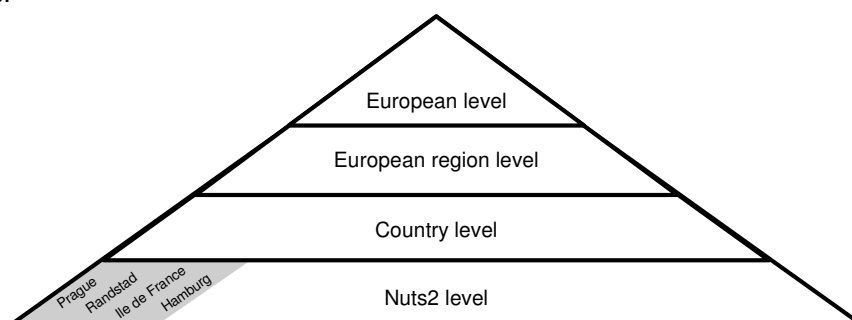 European level
European region level
Country level
Prague
Randstad
Ile de France
Hamburg
Nuts2 level